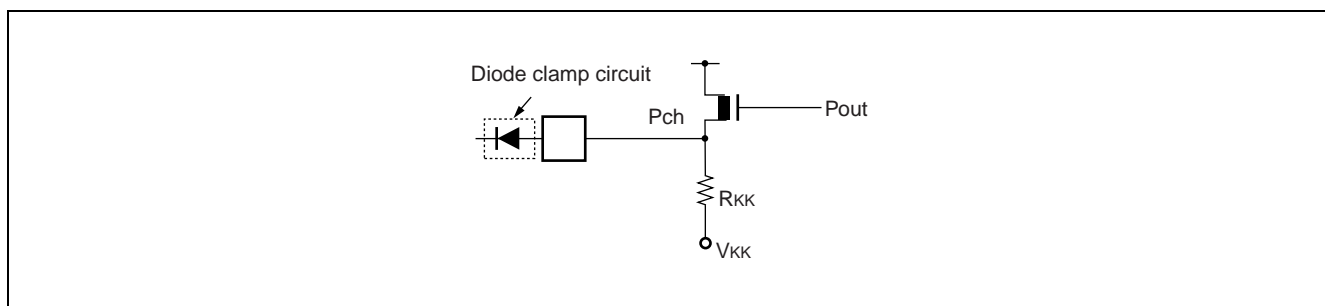 Diode clamp circuit
Pch
Pout
RKK
VKK